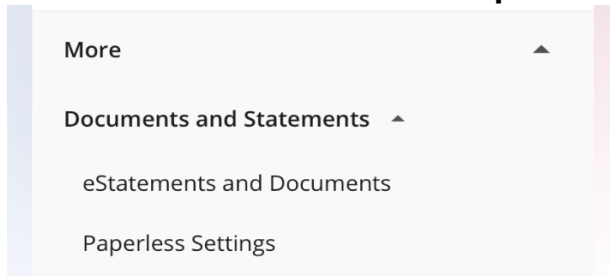 More
Documents and Statements
eStatements and Documents
Paperless Settings